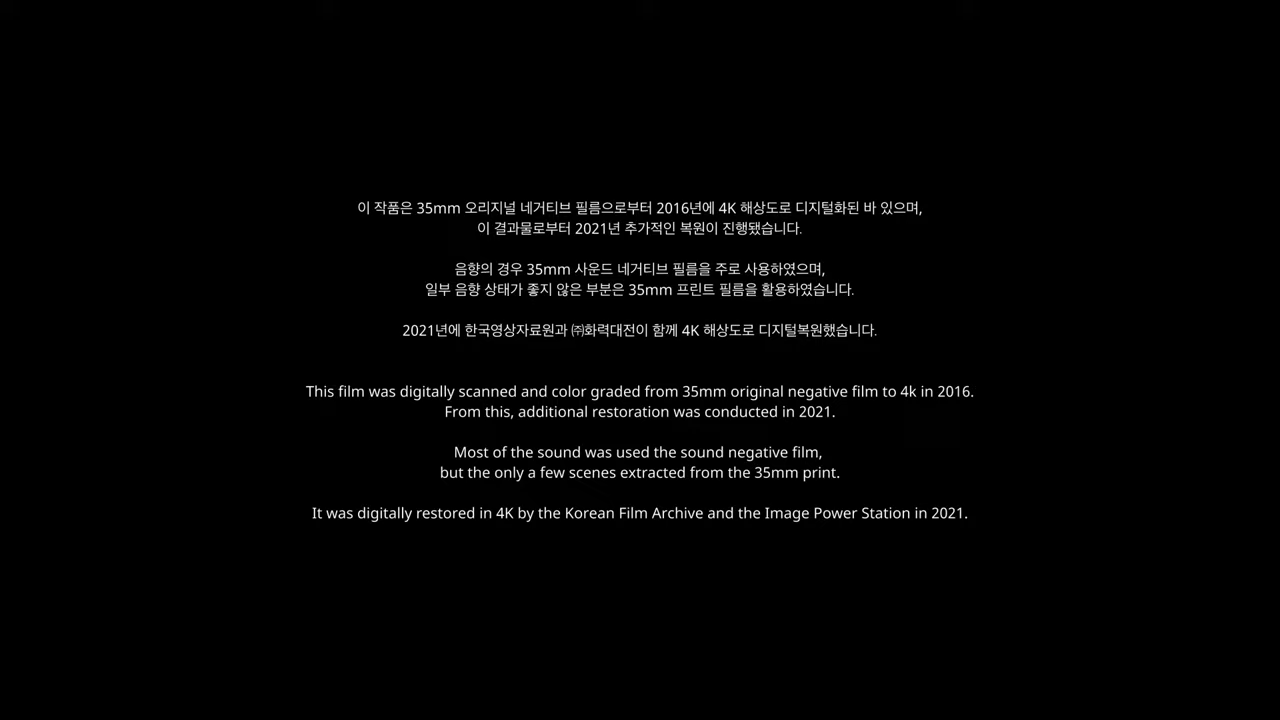 이 작품은 35mm 오리지널 네거티브 필름으로부터 2016년에 4K 해상도로 디지털화된 바 있으며,
이 결과물로부터 2021년 추가적인 복원이 진행됐습니다.
음향의 경우 35mm 사운드 네거티브 필름을 주로 사용하였으며,
일부 음향 상태가 좋지 않은 부분은 35mm 프린트 필름을 활용하였습니다.
2021년에 한국영상자료원과 ㈜화력대전이 함께 4K 해상도로 디지털복원했습니다.
This film was digitally scanned and color graded from 35mm original negative film to 4k in 2016.
From this, additional restoration was conducted in 2021.
Most of the sound was used the sound negative film,
but the only a few scenes extracted from the 35mm print.
It was digitally restored in 4K by the Korean Film Archive and the Image Power Station in 2021.